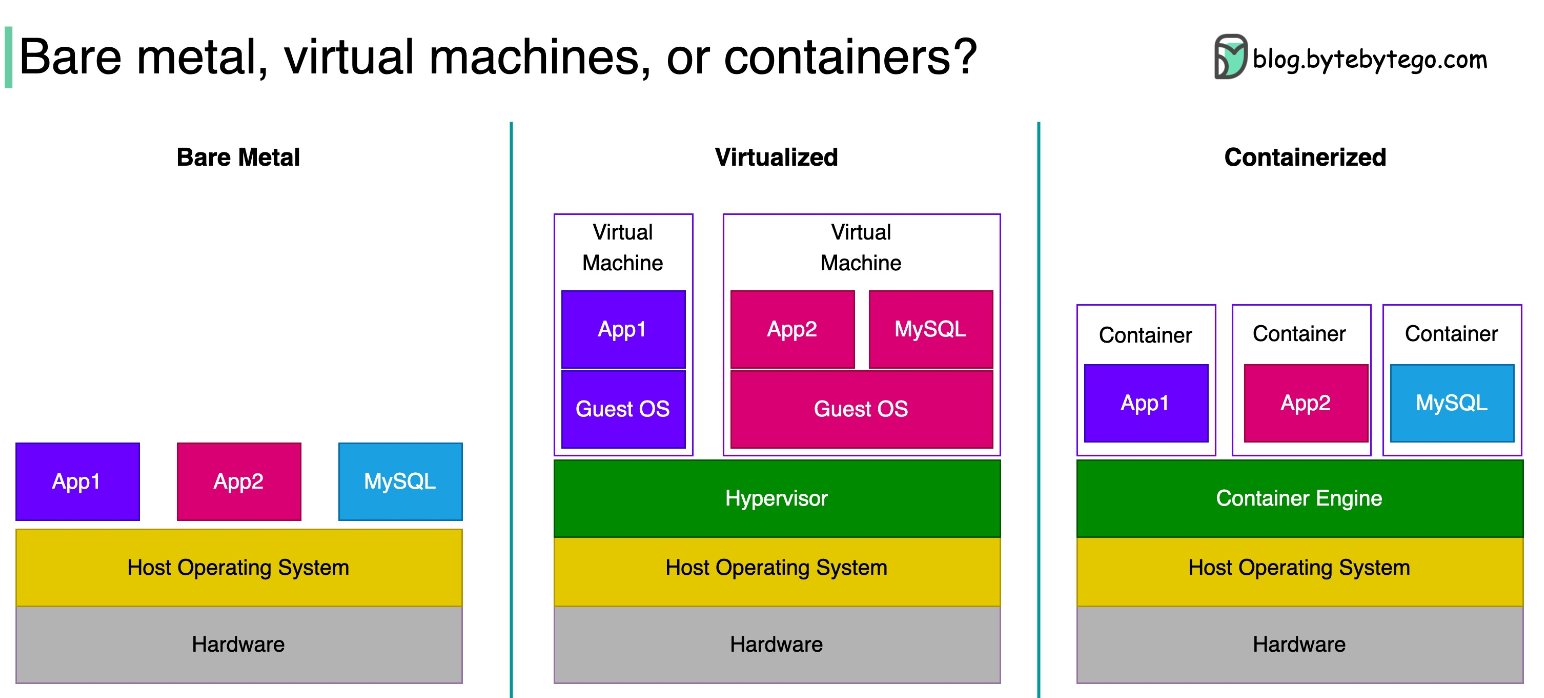 Bare metal, virtual machines, or containers?
blog.bytebytego.com
Bare Metal
App1
App2
MySQL
Host Operating System
Hardware
Virtualized
Virtual
Machine
App1
Guest OS
Virtual
Machine
App2
MySQL
Guest OS
Hypervisor
Host Operating System
Hardware
Containerized
Container
App1
Container
App2
Container
MySQL
Container Engine
Host Operating System
Hardware